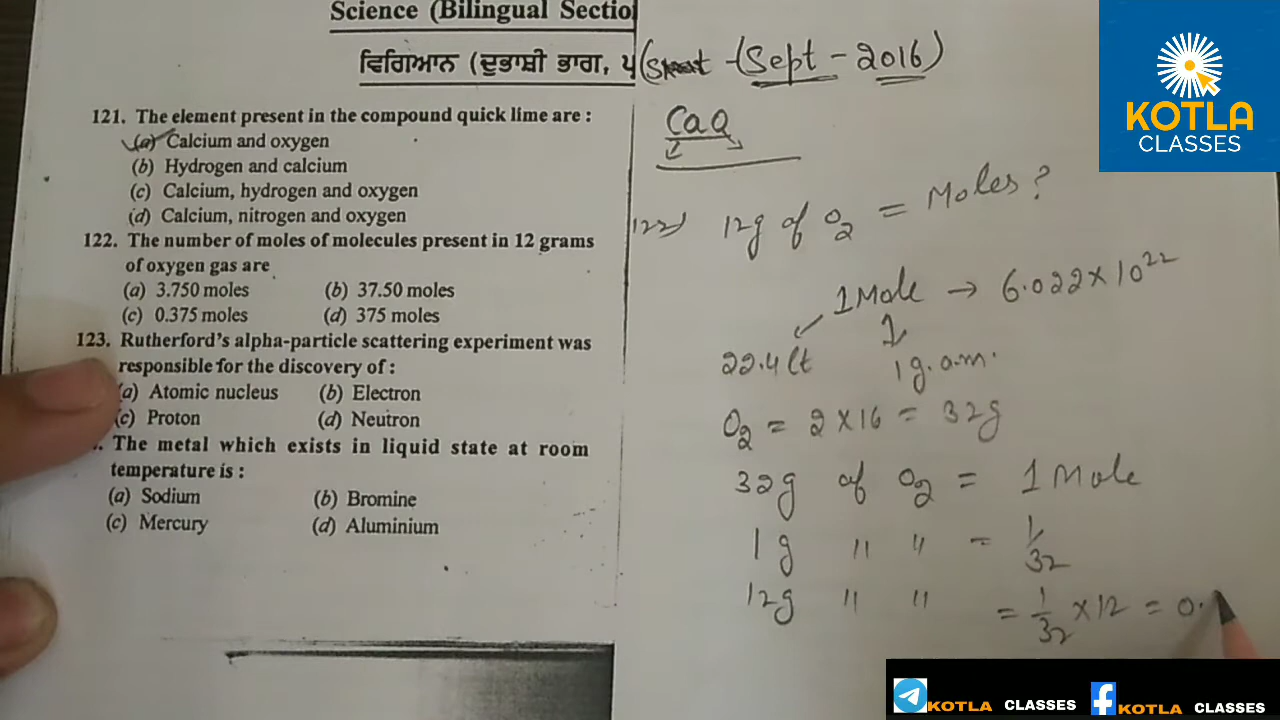 Science (Bilingual Sectio
ਵਿਗਿਆਨ (ਦੁਭਾਸ਼ੀ ਭਾਗ, ਪ
(Sept - 2016)
121. The element present in the compound quick lime are :
(a) Calcium and oxygen
(b) Hydrogen and calcium
(c) Calcium, hydrogen and oxygen
(d) Calcium, nitrogen and oxygen
122. The number of moles of molecules present in 12 grams
of oxygen gas are
(a) 3.750 moles (b) 37.50 moles
(c) 0.375 moles (d) 375 moles
123. Rutherford's alpha-particle scattering experiment was
responsible for the discovery of :
(a) Atomic nucleus (b) Electron
(c) Proton (d) Neutron
. The metal which exists in liquid state at room
temperature is :
(a) Sodium (b) Bromine
(c) Mercury (d) Aluminium
CaO
122) 12g of O2 = Moles?
1 Mole → 6.022×10²²
22.4 lt 1 g.a.m.
O2 = 2×16 = 32g
32g of O2 = 1 Mole
1g " " = 1/32
12g " " = 1/32 × 12 = 0.
KOTLA
CLASSES
KOTLA CLASSES
KOTLA CLASSES